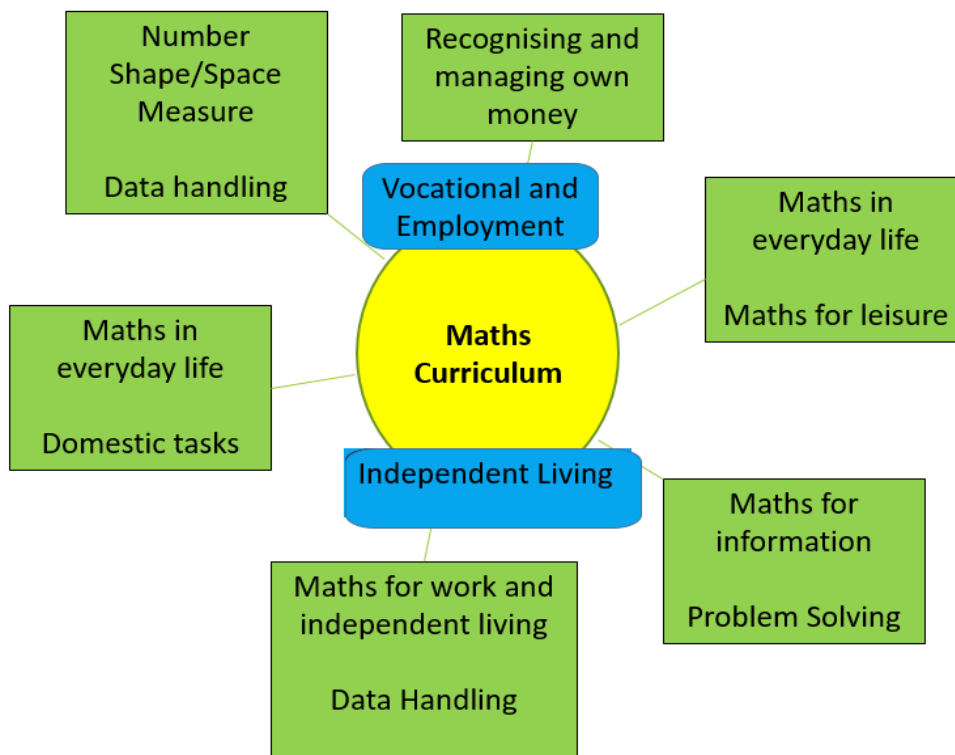 Number
Shape/Space
Measure
Data handling
Recognising and
managing own
money
Vocational and
Employment
Maths in
everyday life
Maths for leisure
Maths
Curriculum
Maths in
everyday life
Domestic tasks
Independent Living
Maths for
information
Problem Solving
Maths for work and
independent living
Data Handling